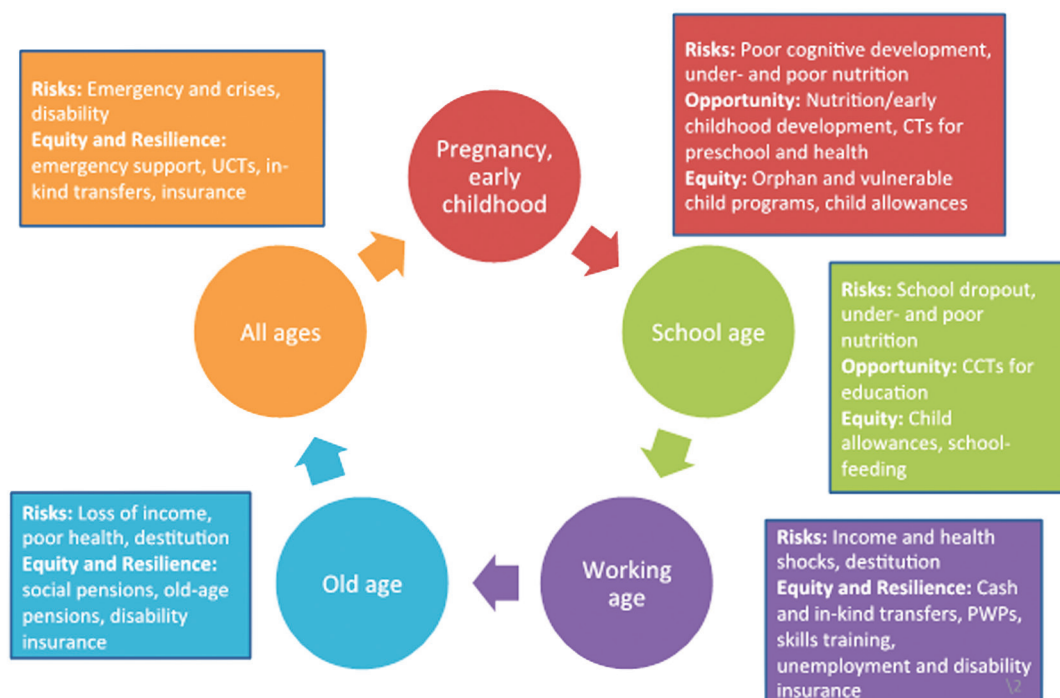 Risks: Emergency and crises,
disability
Equity and Resilience:
emergency support, UCTs, in-
kind transfers, insurance
Pregnancy,
early
childhood
Risks: Poor cognitive development,
under- and poor nutrition
Opportunity: Nutrition/early
childhood development, CTs for
preschool and health
Equity: Orphan and vulnerable
child programs, child allowances
All ages
School age
Risks: School dropout,
under- and poor
nutrition
Opportunity: CCTs for
education
Equity: Child
allowances, school-
feeding
Risks: Loss of income,
poor health, destitution
Equity and Resilience:
social pensions, old-age
pensions, disability
insurance
Old age
Working
age
Risks: Income and health
shocks, destitution
Equity and Resilience: Cash
and in-kind transfers, PWPs,
skills training,
unemployment and disability
insurance
\2